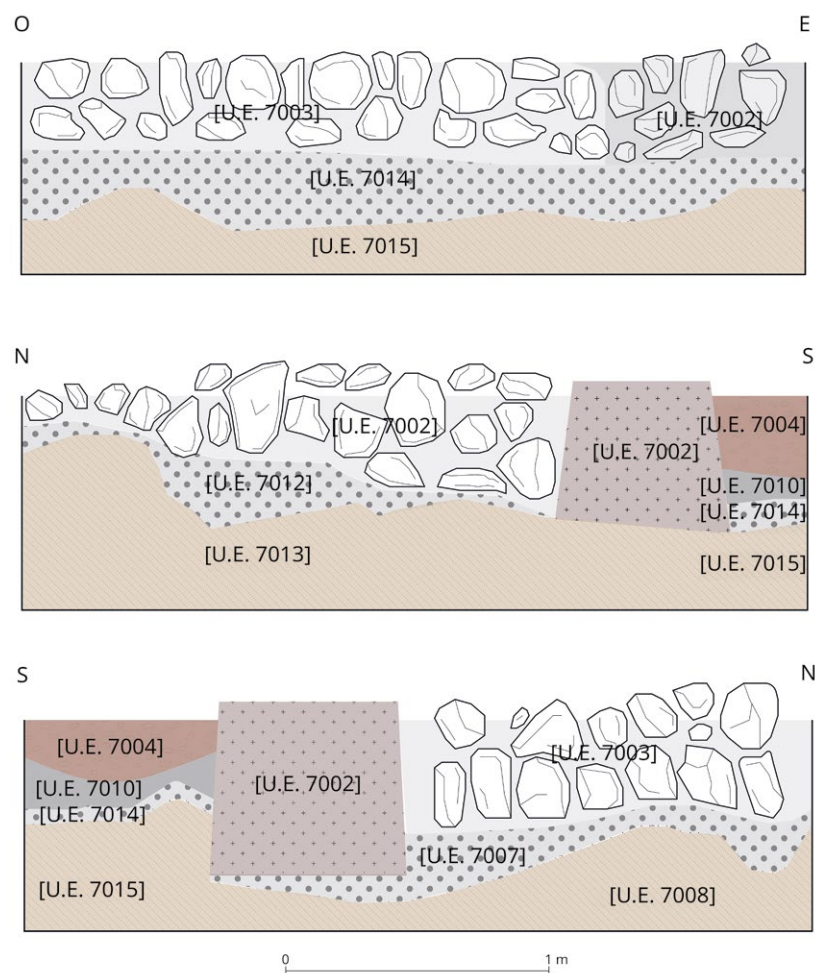 O E
[U.E. 7003]
[U.E. 7002]
[U.E. 7014]
[U.E. 7015]
N S
[U.E. 7002]
[U.E. 7004]
[U.E. 7002]
[U.E. 7012]
[U.E. 7010]
[U.E. 7014]
[U.E. 7013]
[U.E. 7015]
S N
[U.E. 7004]
[U.E. 7003]
[U.E. 7010]
[U.E. 7002]
[U.E. 7014]
[U.E. 7007]
[U.E. 7015]
[U.E. 7008]
0 1 m